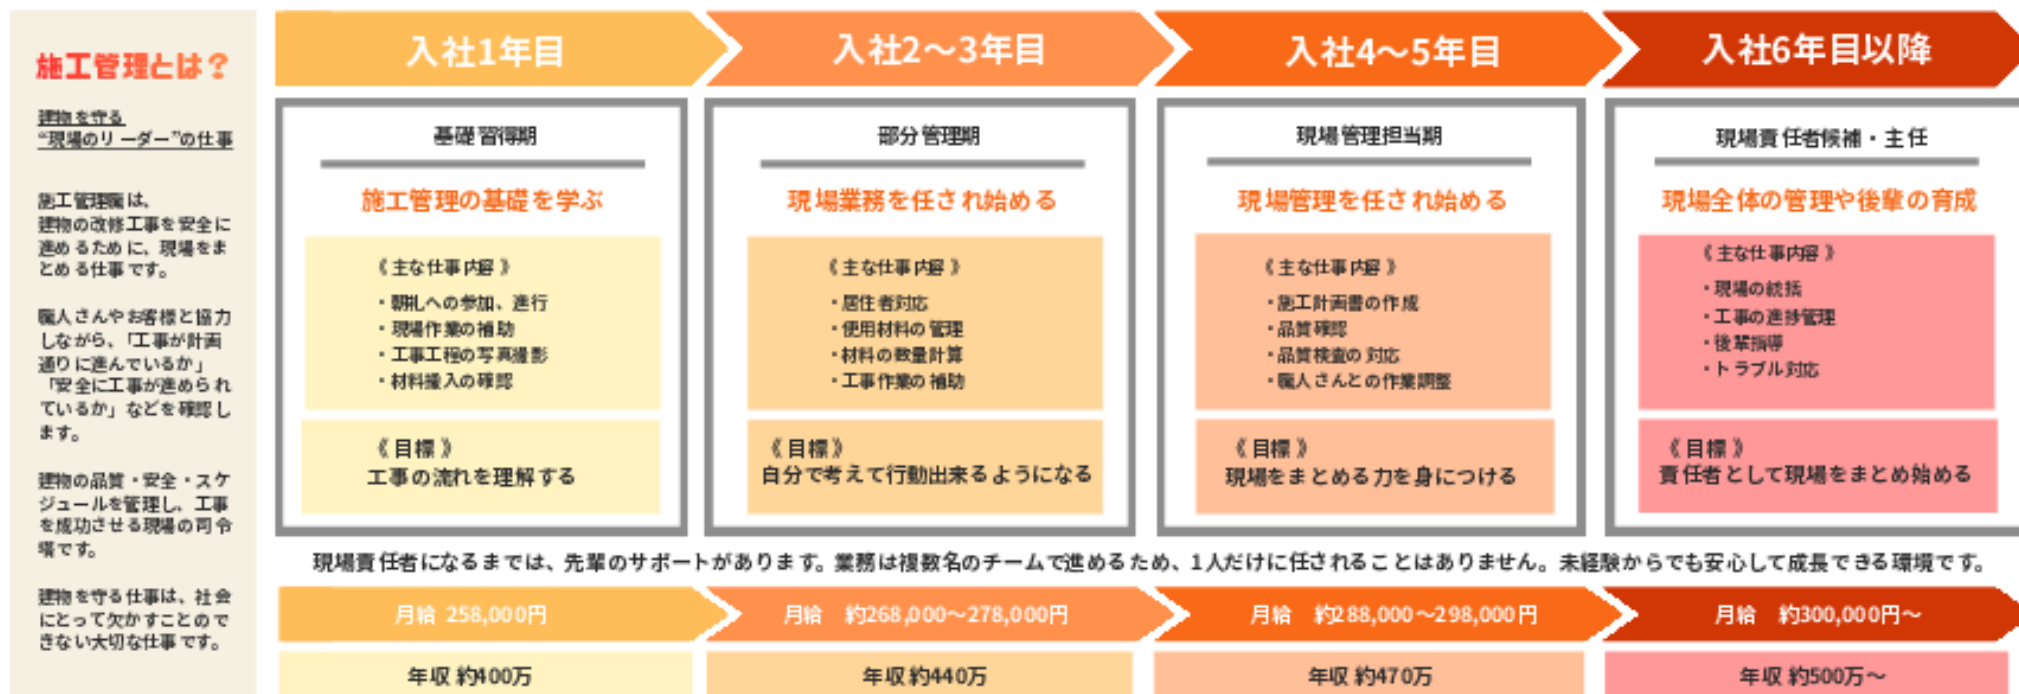 施工管理とは？
建物を守る
“現場のリーダー”の仕事
施工管理職は、
建物の改修工事を安全に
進めるために、現場をま
とめる仕事です。
職人さんやお客様と協力
しながら、「工事が計画
通りに進んでいるか」
「安全に工事が進められ
ているか」などを確認し
ます。
建物の品質・安全・スケ
ジュールを管理し、工事
を成功させる現場の司令
塔です。
建物を守る仕事は、社会
にとって欠かすことので
きない大切な仕事です。
入社1年目
基礎習得期
施工管理の基礎を学ぶ
《主な仕事内容》
・朝礼への参加、進行
・現場作業の補助
・工事工程の写真撮影
・材料搬入の確認
《目標》
工事の流れを理解する
入社2～3年目
部分管理期
現場業務を任され始める
《主な仕事内容》
・居住者対応
・使用材料の管理
・材料の数量計算
・工事作業の補助
《目標》
自分で考えて行動出来るようになる
入社4～5年目
現場管理担当期
現場管理を任され始める
《主な仕事内容》
・施工計画書の作成
・品質確認
・品質検査の対応
・職人さんとの作業調整
《目標》
現場をまとめる力を身につける
入社6年目以降
現場責任者候補・主任
現場全体の管理や後輩の育成
《主な仕事内容》
・現場の統括
・工事の進捗管理
・後輩指導
・トラブル対応
《目標》
責任者として現場をまとめ始める
現場責任者になるまでは、先輩のサポートがあります。業務は複数名のチームで進めるため、1人だけに任されることはありません。未経験からでも安心して成長できる環境です。
月給 258,000円
月給 約268,000～278,000円
月給 約288,000～298,000円
月給 約300,000円～
年収 約400万
年収 約440万
年収 約470万
年収 約500万～